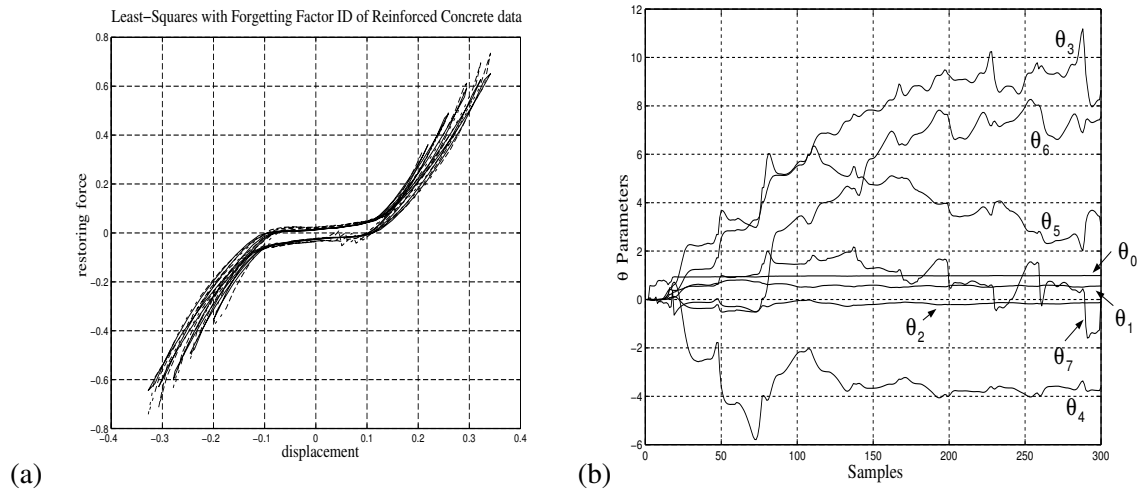 Least−Squares with Forgetting Factor ID of Reinforced Concrete data
restoring force
0.8
0.6
0.4
0.2
0
−0.2
−0.4
−0.6
−0.8
−0.4
−0.3
−0.2
−0.1
0
0.1
0.2
0.3
0.4
displacement
(a)
θ Parameters
12
10
8
6
4
2
0
−2
−4
−6
θ3
θ6
θ5
θ0
θ1
θ2
θ7
θ4
0
50
100
150
200
250
300
Samples
(b)